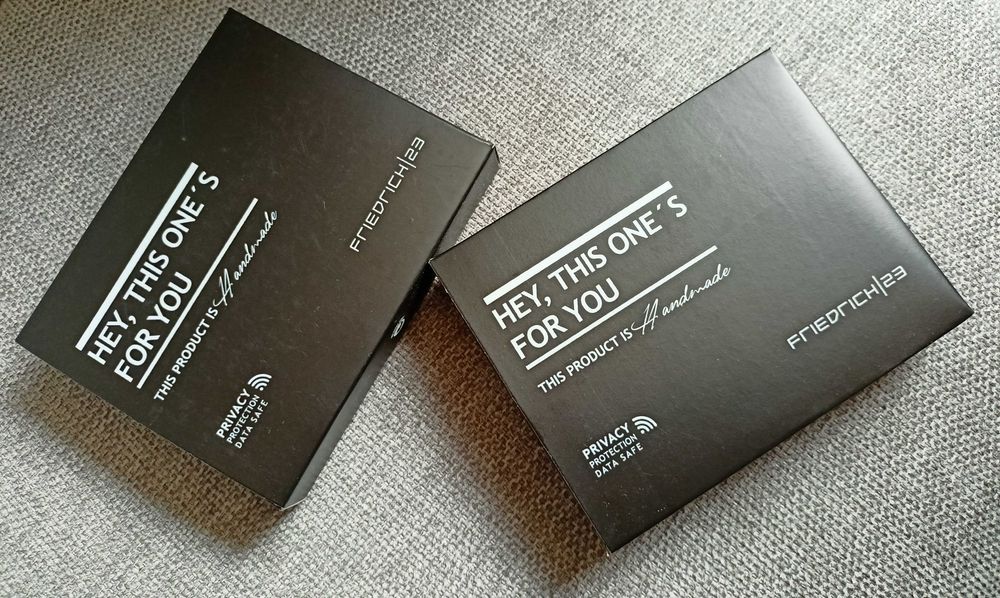 HEY, THIS ONE´S
FOR YOU
THIS PRODUCT IS Handmade
PRIVACY
PROTECTION
DATA SAFE
FRIEDRICH|23
HEY, THIS ONE´S
FOR YOU
THIS PRODUCT IS Handmade
PRIVACY
PROTECTION
DATA SAFE
FRIEDRICH|23